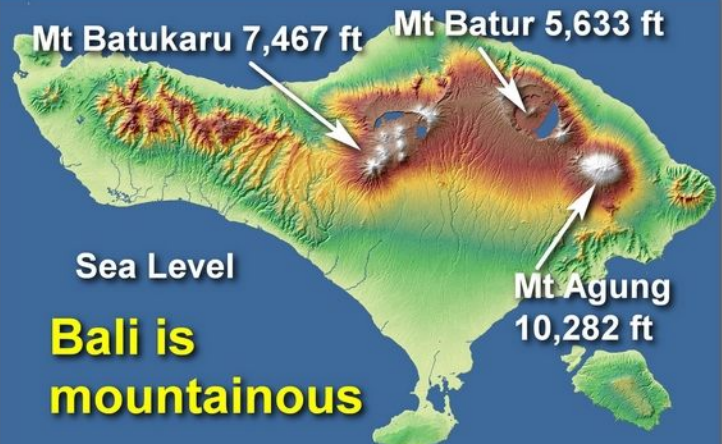 Mt Batukaru 7,467 ft
Mt Batur 5,633 ft
Sea Level
Mt Agung
10,282 ft
Bali is
mountainous